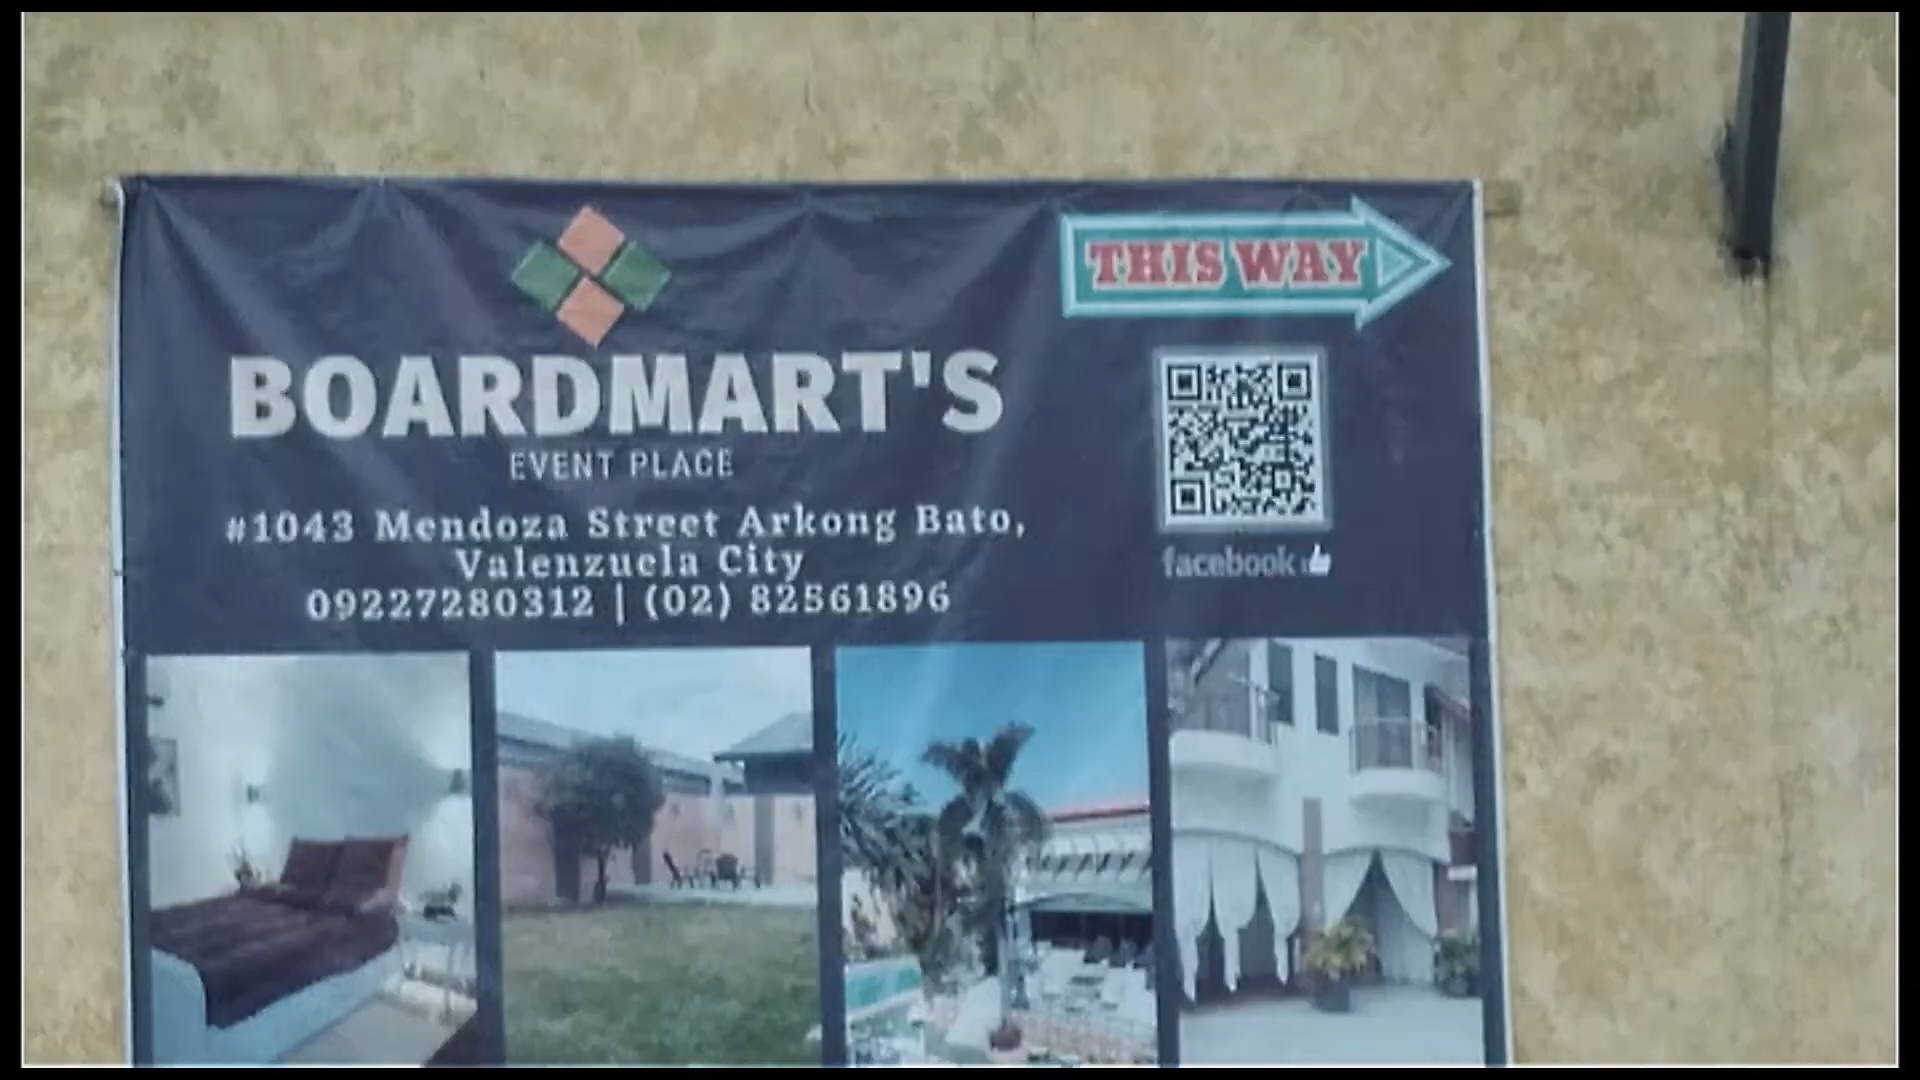 THIS WAY
BOARDMART'S
EVENT PLACE
#1043 Mendoza Street Arkong Bato,
Valenzuela City
09227280312 | (02) 82561896
facebook